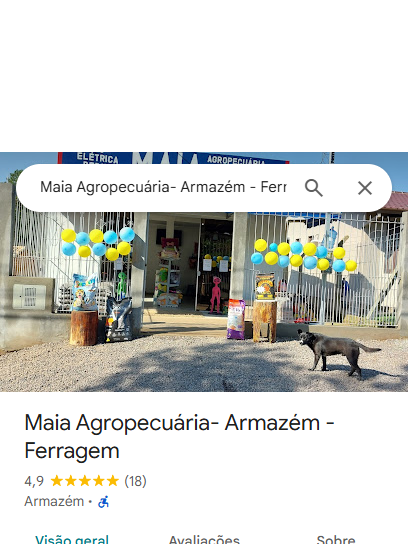 ELÉTRICA
MAIA
AGROPECUÁRIA
Maia Agropecuária- Armazém - Ferr
Maia Agropecuária- Armazém -
Ferragem
4,9 (18)
Armazém •
Visão geral Avaliações Sobre